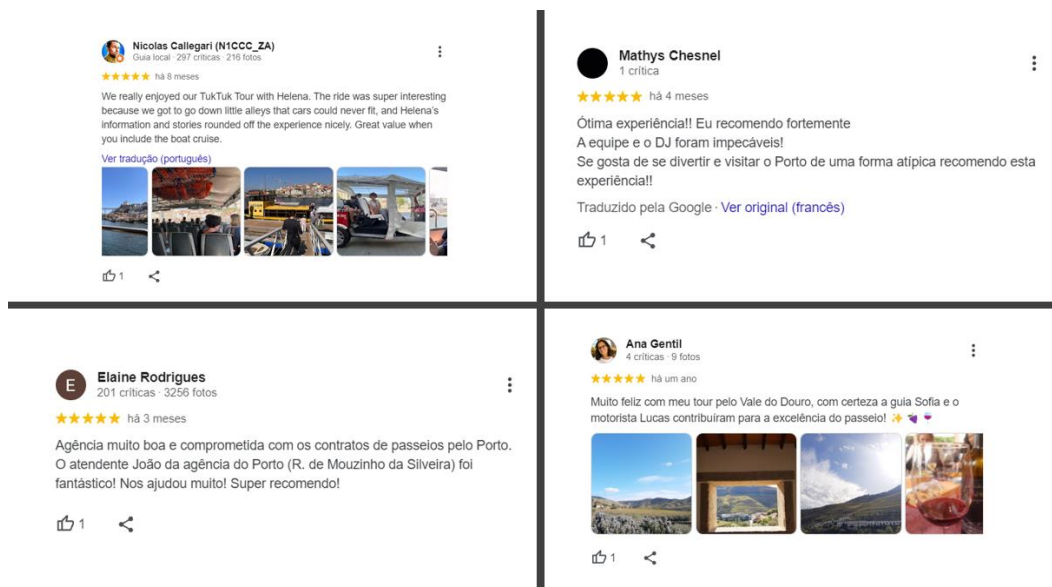 Nicolas Callegari (N1CCC_ZA)
Guia local · 297 críticas · 216 fotos
há 8 meses
We really enjoyed our TukTuk Tour with Helena. The ride was super interesting
because we got to go down little alleys that cars could never fit, and Helena's
information and stories rounded off the experience nicely. Great value when
you include the boat cruise.
Ver tradução (português)
1
Mathys Chesnel
1 crítica
há 4 meses
Ótima experiência!! Eu recomendo fortemente
A equipe e o DJ foram impecáveis!
Se gosta de se divertir e visitar o Porto de uma forma atípica recomendo esta
experiência!!
Traduzido pela Google · Ver original (francês)
1
E
Elaine Rodrigues
201 críticas · 3256 fotos
há 3 meses
Agência muito boa e comprometida com os contratos de passeios pelo Porto.
O atendente João da agência do Porto (R. de Mouzinho da Silveira) foi
fantástico! Nos ajudou muito! Super recomendo!
1
Ana Gentil
4 críticas · 9 fotos
há um ano
Muito feliz com meu tour pelo Vale do Douro, com certeza a guia Sofia e o
motorista Lucas contribuíram para a excelência do passeio! ✨ 🍇 🍷
1